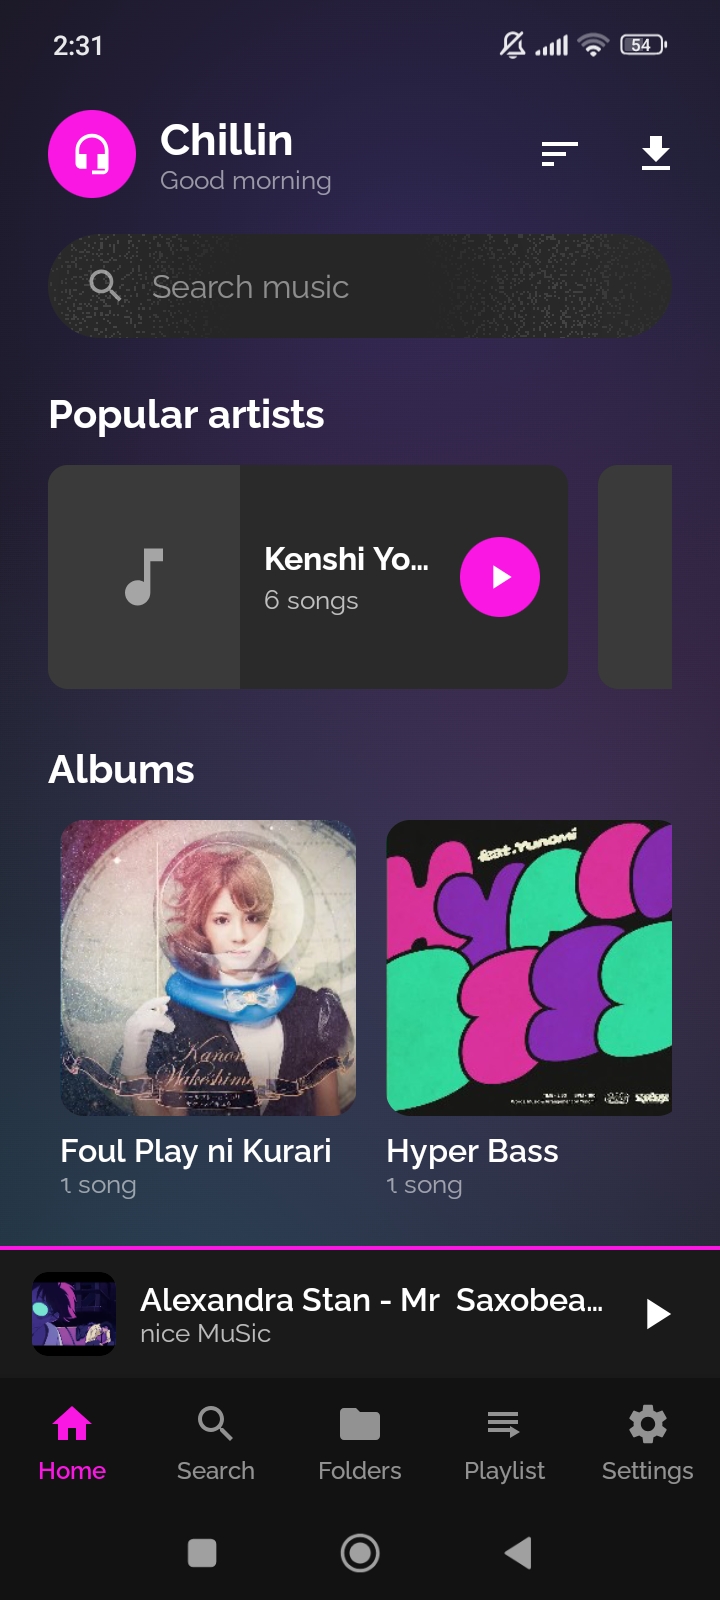 2:31
54
Chillin
Good morning
Search music
Popular artists
Kenshi Yo...
6 songs
Albums
Kanon
Wakeshima
feat.Yunomi
HYPER
BASS
Foul Play ni Kurari
1 song
Hyper Bass
1 song
Alexandra Stan - Mr  Saxobea...
nice MuSic
Home
Search
Folders
Playlist
Settings